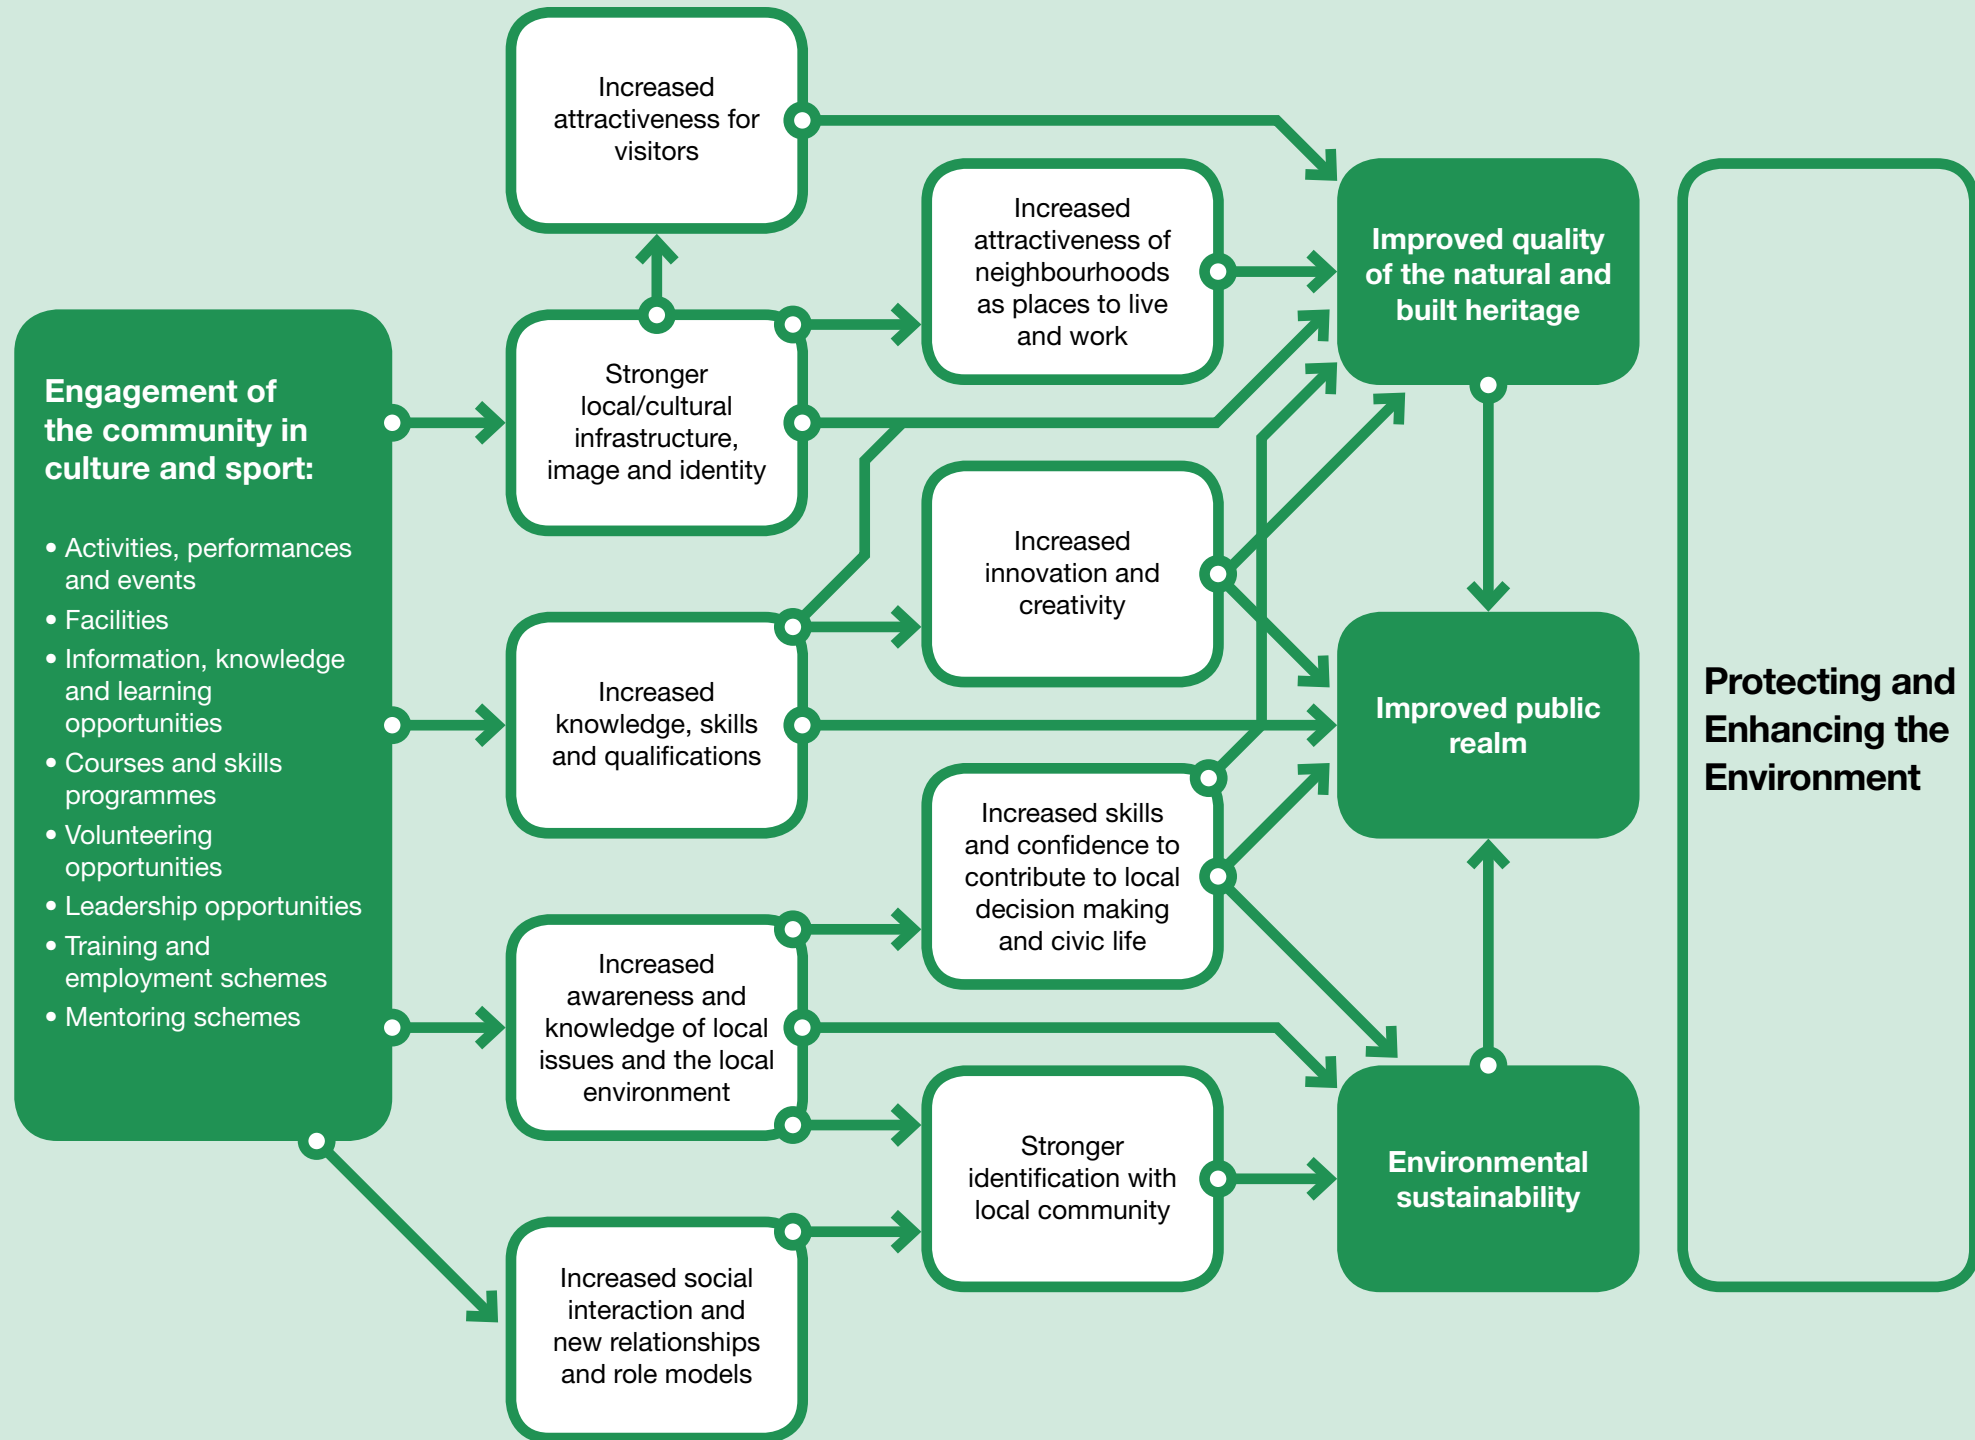 Engagement of
the community in
culture and sport:
• Activities, performances
and events
• Facilities
• Information, knowledge
and learning
opportunities
• Courses and skills
programmes
• Volunteering
opportunities
• Leadership opportunities
• Training and
employment schemes
• Mentoring schemes
Increased
attractiveness for
visitors
Stronger
local/cultural
infrastructure,
image and identity
Increased
knowledge, skills
and qualifications
Increased
awareness and
knowledge of local
issues and the local
environment
Increased social
interaction and
new relationships
and role models
Increased
attractiveness of
neighbourhoods
as places to live
and work
Increased
innovation and
creativity
Increased skills
and confidence to
contribute to local
decision making
and civic life
Stronger
identification with
local community
Improved quality
of the natural and
built heritage
Improved public
realm
Environmental
sustainability
Protecting and
Enhancing the
Environment